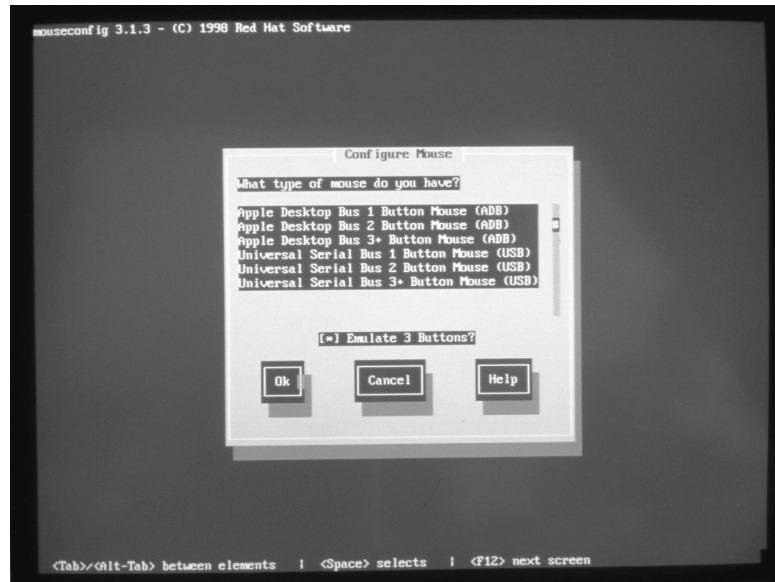 mouseconfig 3.1.3 - (C) 1998 Red Hat Software
Configure Mouse
What type of mouse do you have?
Apple Desktop Bus 1 Button Mouse (ADB)
Apple Desktop Bus 2 Button Mouse (ADB)
Apple Desktop Bus 3+ Button Mouse (ADB)
Universal Serial Bus 1 Button Mouse (USB)
Universal Serial Bus 2 Button Mouse (USB)
Universal Serial Bus 3+ Button Mouse (USB)
[*] Emulate 3 Buttons?
Ok Cancel Help
<Tab>/<Alt-Tab> between elements | <Space> selects | <F12> next screen